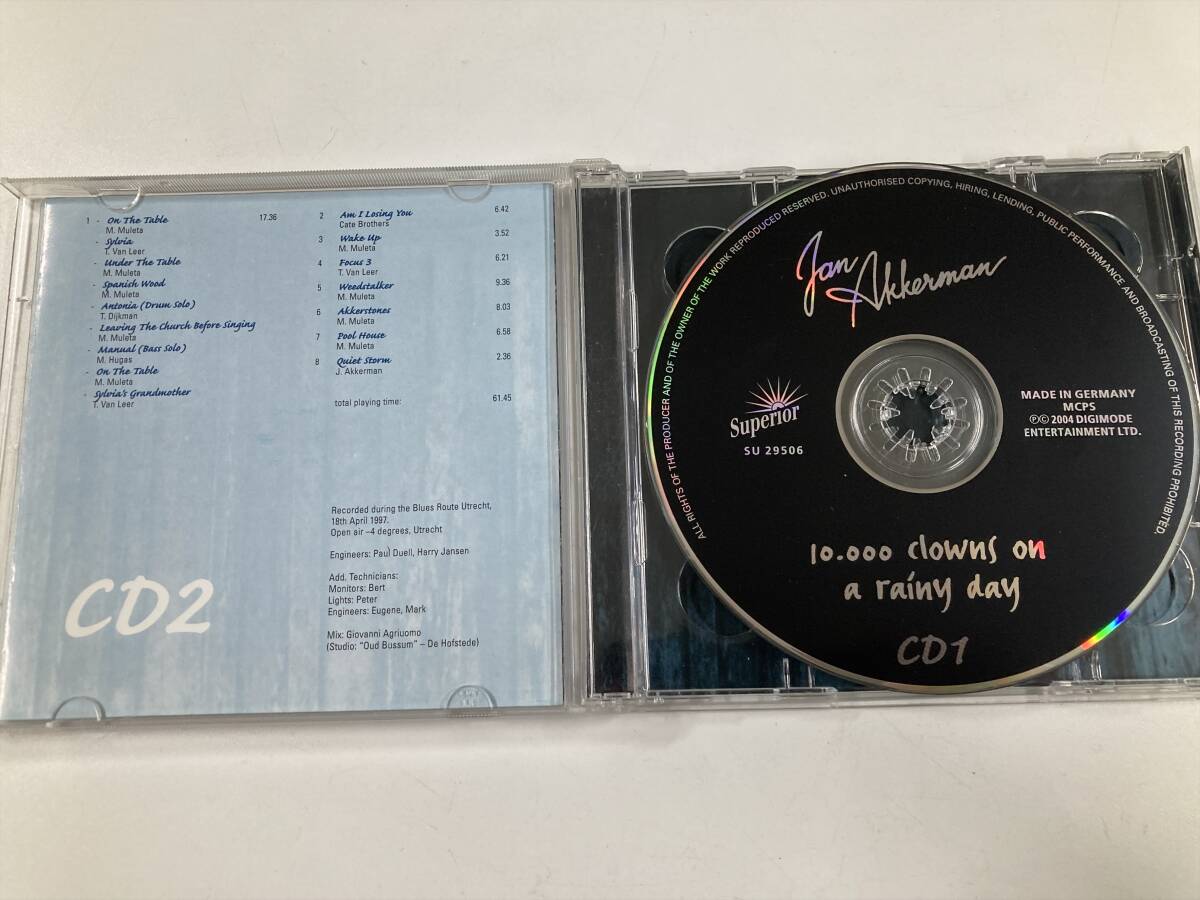 1 - On The Table 17.36
M. Muleta
- Sylvia
T. Van Leer
- Under The Table
M. Muleta
- Spanish Wood
M. Muleta
- Antonia (Drum Solo)
T. Dijkman
- Leaving The Church Before Singing
M. Muleta
- Manual (Bass Solo)
M. Hugas
- On The Table
M. Muleta
- Sylvia's Grandmother
T. Van Leer
2 Am I Losing You 6.42
Cate Brothers
3 Wake Up 3.52
M. Muleta
4 Focus 3 6.21
T. Van Leer
5 Weedstalker 9.36
M. Muleta
6 Akkerstones 8.03
M. Muleta
7 Pool House 6.58
M. Muleta
8 Quiet Storm 2.36
J. Akkerman
total playing time: 61.45
Recorded during the Blues Route Utrecht,
18th April 1997.
Open air –4 degrees, Utrecht
Engineers: Paul Duell, Harry Jansen
Add. Technicians:
Monitors: Bert
Lights: Peter
Engineers: Eugene, Mark
Mix: Giovanni Agriuomo
(Studio: "Oud Bussum" – De Hofstede)
CD2
ALL RIGHTS OF THE PRODUCER AND OF THE OWNER OF THE WORK REPRODUCED RESERVED. UNAUTHORISED COPYING, HIRING, LENDING, PUBLIC PERFORMANCE AND BROADCASTING OF THIS RECORDING PROHIBITED.
Jan Akkerman
Superior
SU 29506
MADE IN GERMANY
MCPS
℗© 2004 DIGIMODE
ENTERTAINMENT LTD.
10.000 clowns on
a rainy day
CD1